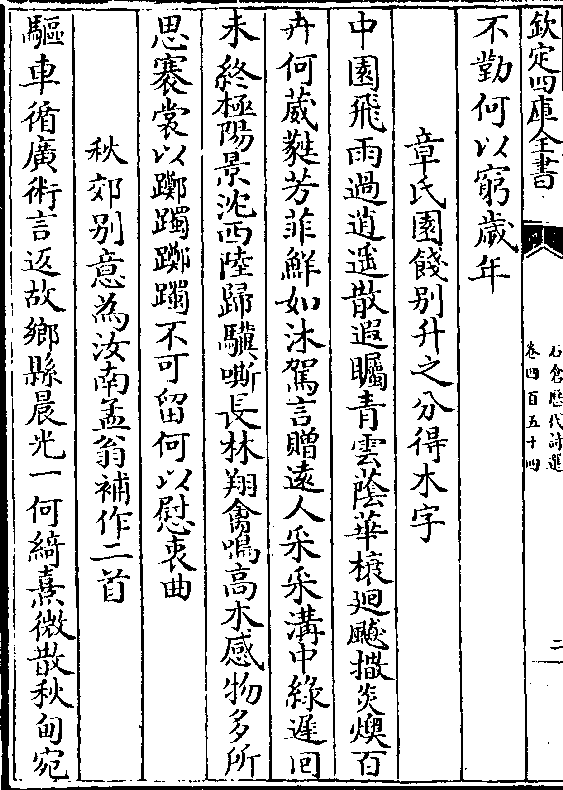 欽定四庫全書
石倉歷代詩選
卷四百五十四
二
不勤何以窮歲年
章氏園餞别升之分得木字
中園飛雨過逍遥散遐矚青雲蔭華榱廻飈撒炎燠百
卉何葳蕤芳菲鮮如沐駕言贈遠人采采溝中緑遲回
未終極陽景沈西陸歸驥嘶長林翔禽鳴高木感物多所
思褰裳以躑躅躑躅不可留何以慰衷曲
秋郊别意為汝南孟翁補作二首
驅車循廣術言返故鄉縣晨光一何綺熹微散秋甸宛